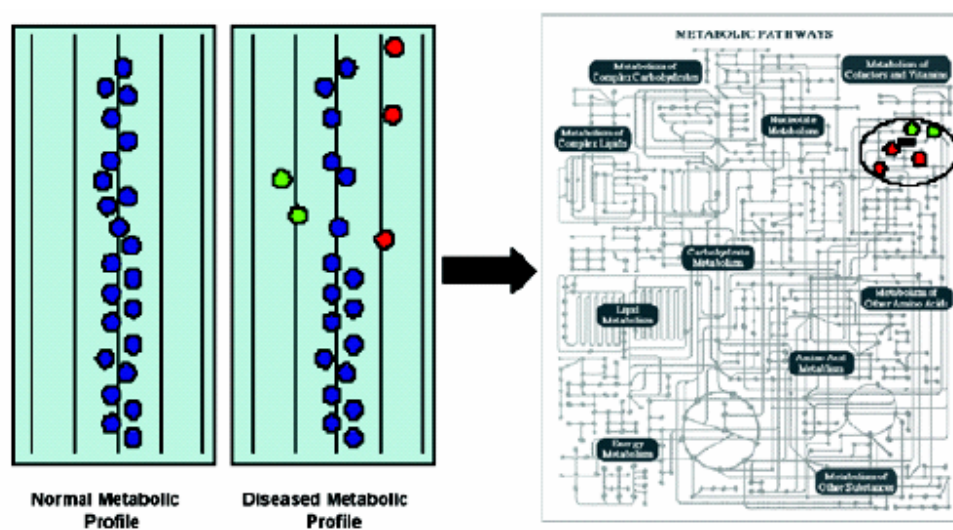 METABOLIC PATHWAYS
Metabolism of
Complex Carbohydrates
Metabolism of
Cofactors and Vitamins
Nucleotide
Metabolism
Metabolism of
Complex Lipids
Carbohydrate
Metabolism
Metabolism of
Other Amino Acids
Lipid
Metabolism
Amino Acid
Metabolism
Energy
Metabolism
Metabolism of
Other Substances
Normal Metabolic
Profile
Diseased Metabolic
Profile